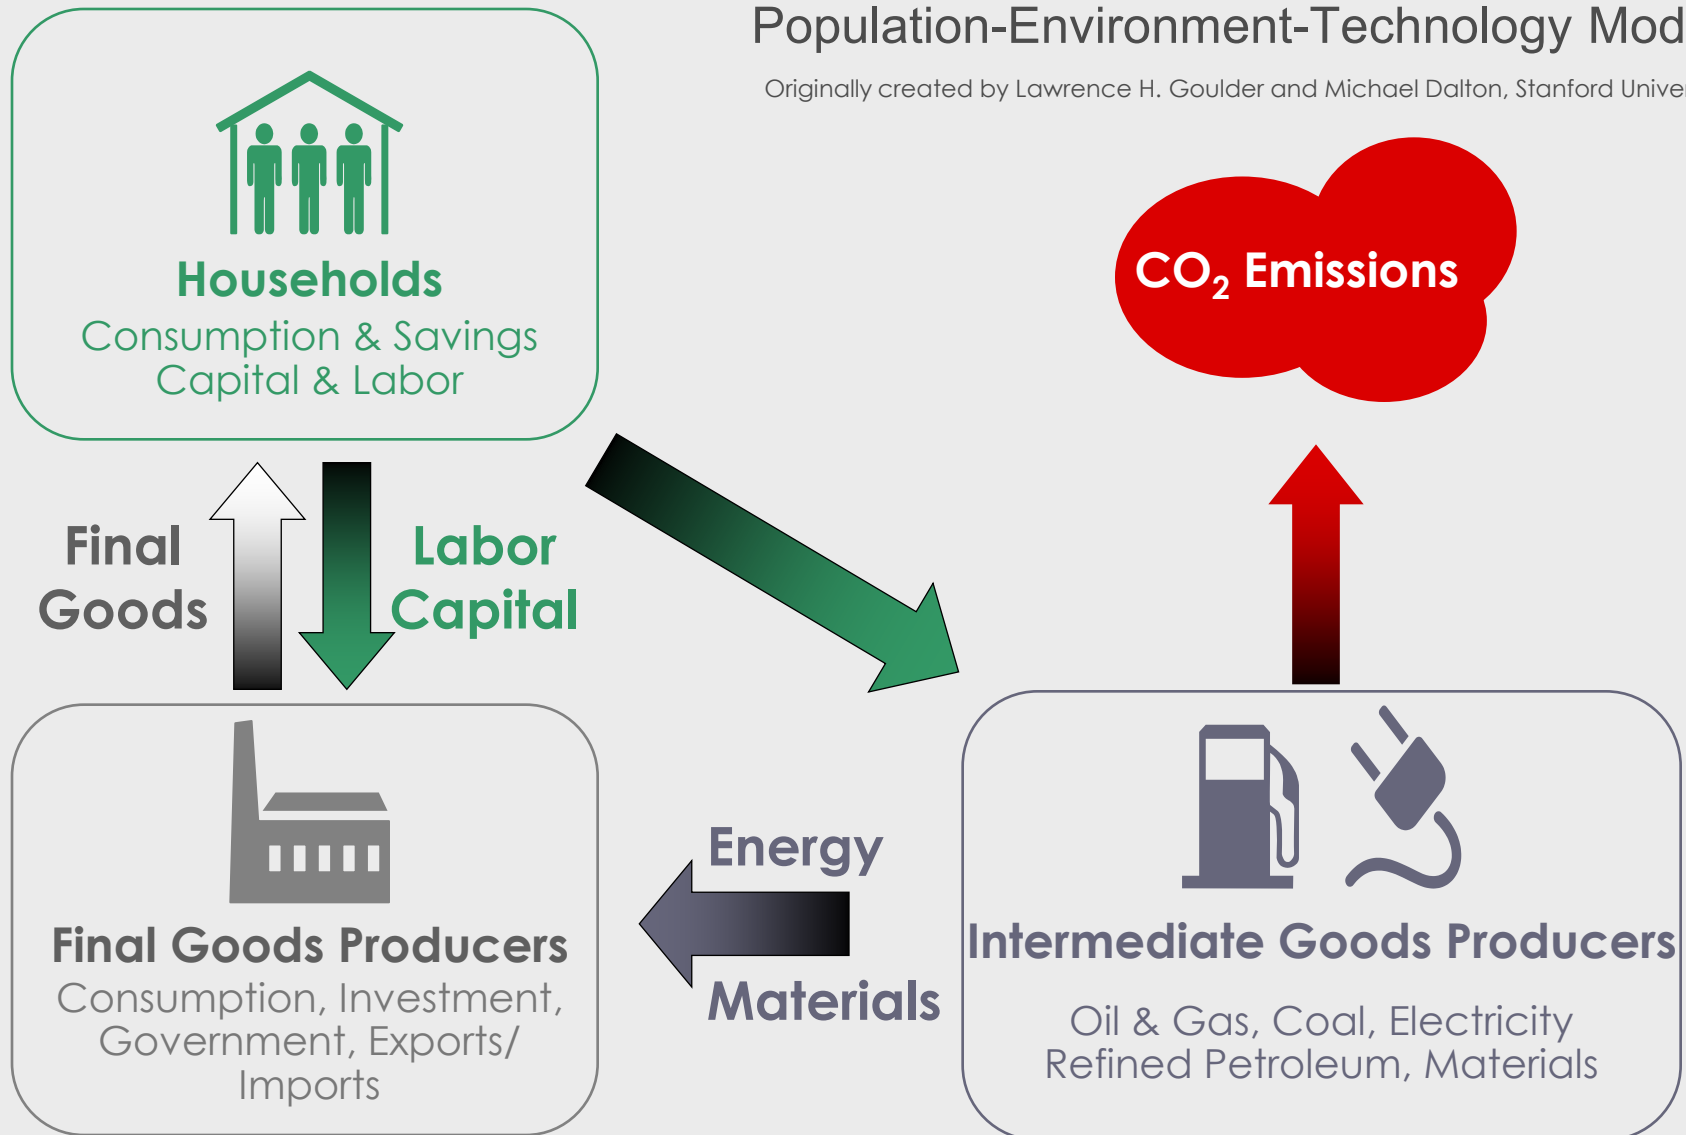 Population-Environment-Technology Mod
Originally created by Lawrence H. Goulder and Michael Dalton, Stanford Univer
Households
Consumption & Savings
Capital & Labor
CO₂ Emissions
Final
Goods
Labor
Capital
Energy
Materials
Final Goods Producers
Consumption, Investment,
Government, Exports/
Imports
Intermediate Goods Producers
Oil & Gas, Coal, Electricity
Refined Petroleum, Materials